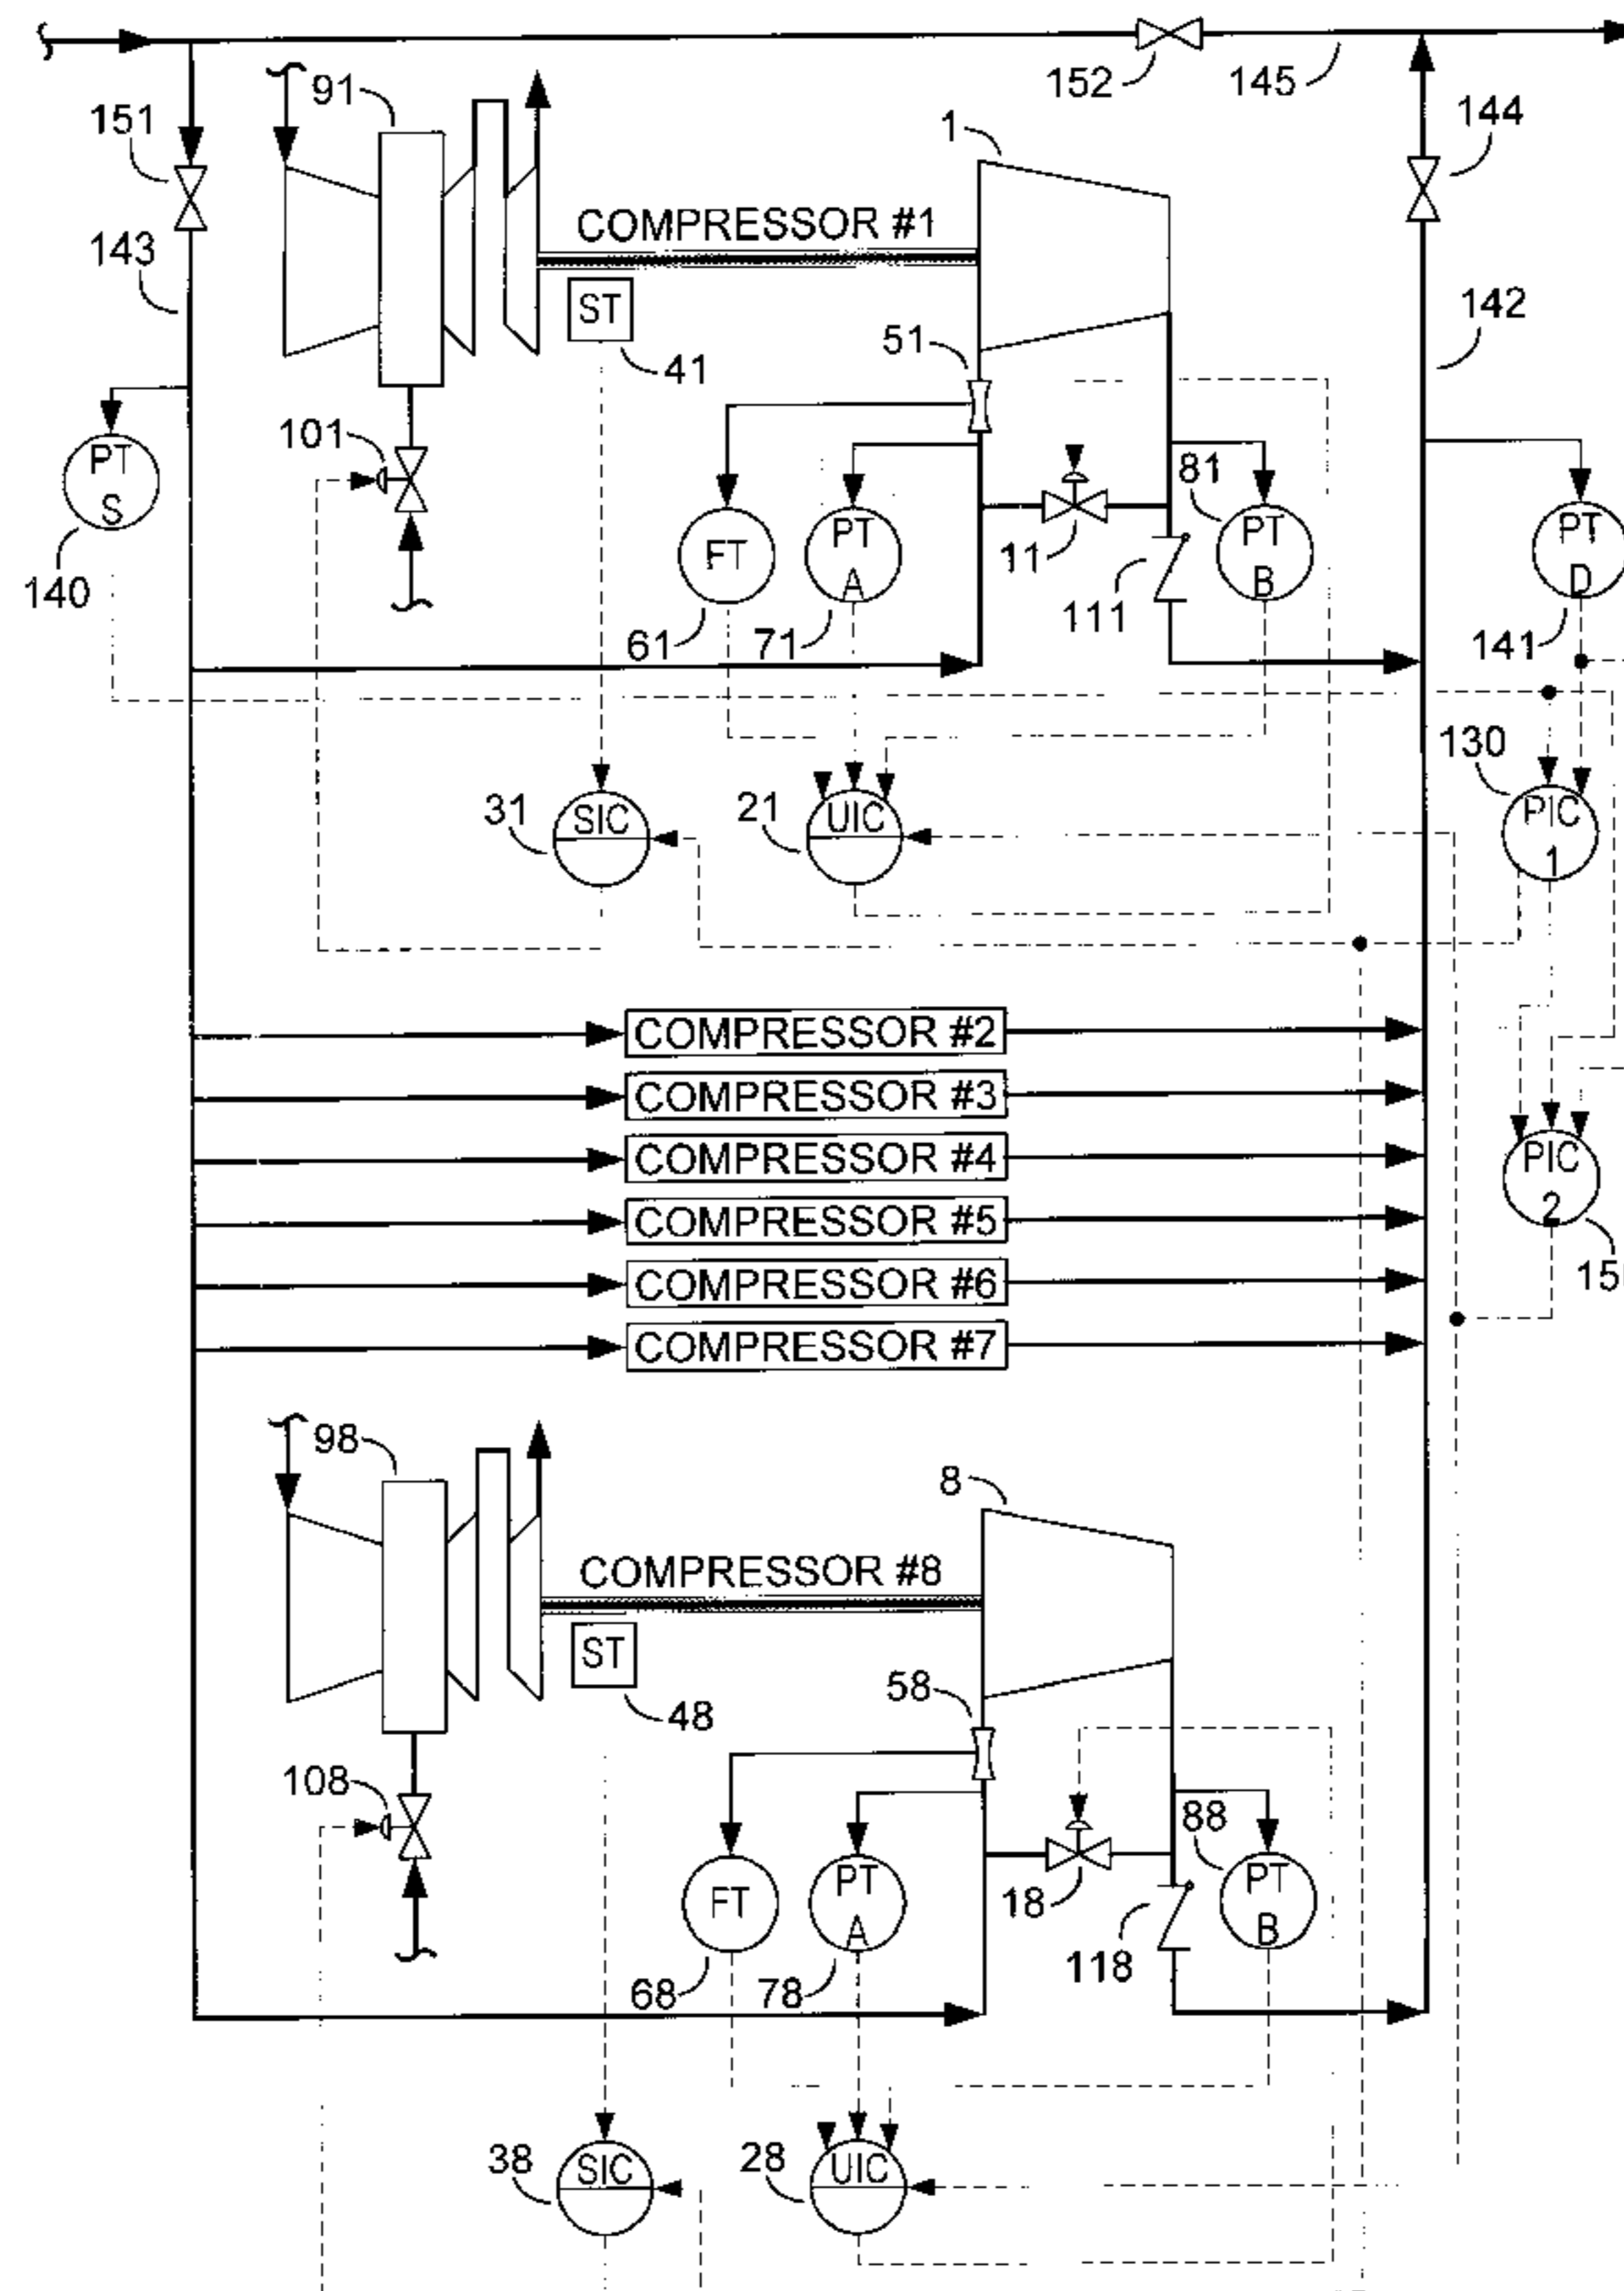 152
145
91
151
1
144
COMPRESSOR #1
143
ST
142
51
41
101
PT
S
81
FT
PT
A
11
PT
B
PT
D
140
111
61
71
141
130
31
SIC
21
UIC
PIC
1
COMPRESSOR #2
COMPRESSOR #3
COMPRESSOR #4
COMPRESSOR #5
COMPRESSOR #6
COMPRESSOR #7
PIC
2
15
98
8
COMPRESSOR #8
ST
58
48
108
88
FT
PT
A
18
PT
B
118
68
78
38
SIC
28
UIC